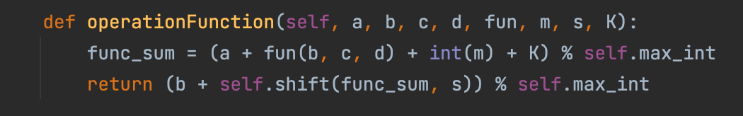 def operationFunction(self, a, b, c, d, fun, m, s, K):
    func_sum = (a + fun(b, c, d) + int(m) + K) % self.max_int
    return (b + self.shift(func_sum, s)) % self.max_int